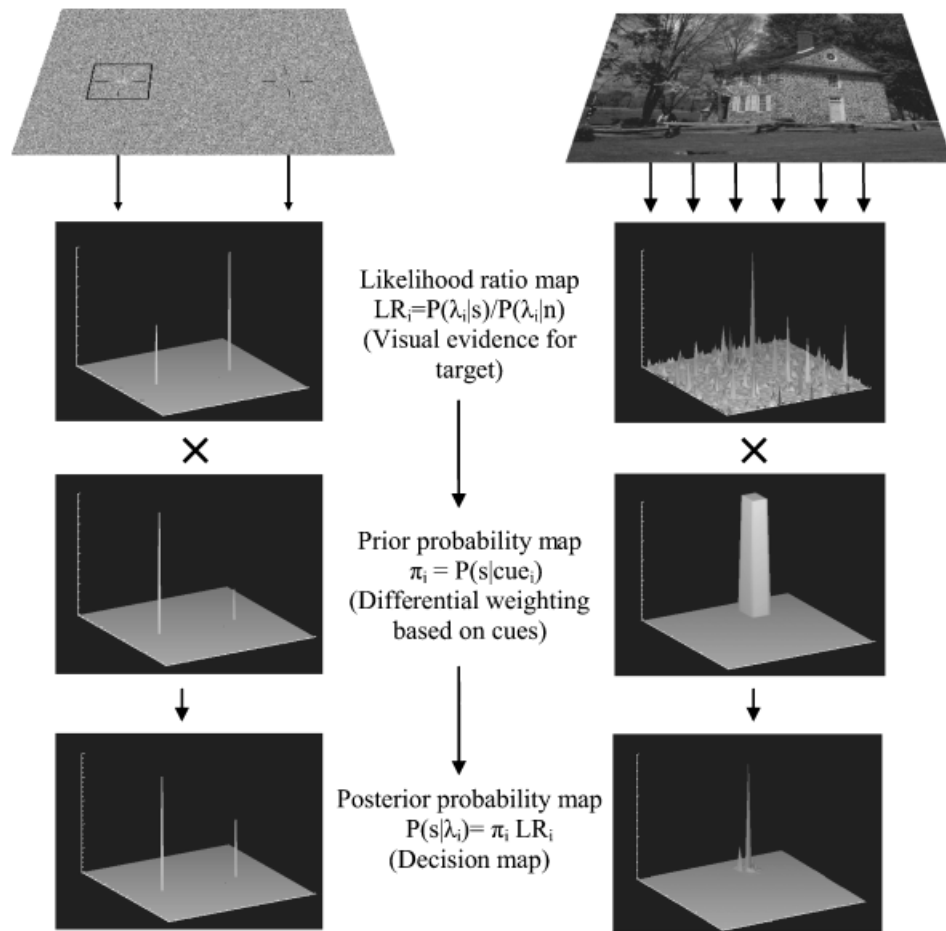 Likelihood ratio map
LRᵢ=P(λᵢ|s)/P(λᵢ|n)
(Visual evidence for
target)
×
×
Prior probability map
πᵢ = P(s|cueᵢ)
(Differential weighting
based on cues)
Posterior probability map
P(s|λᵢ)= πᵢ LRᵢ
(Decision map)